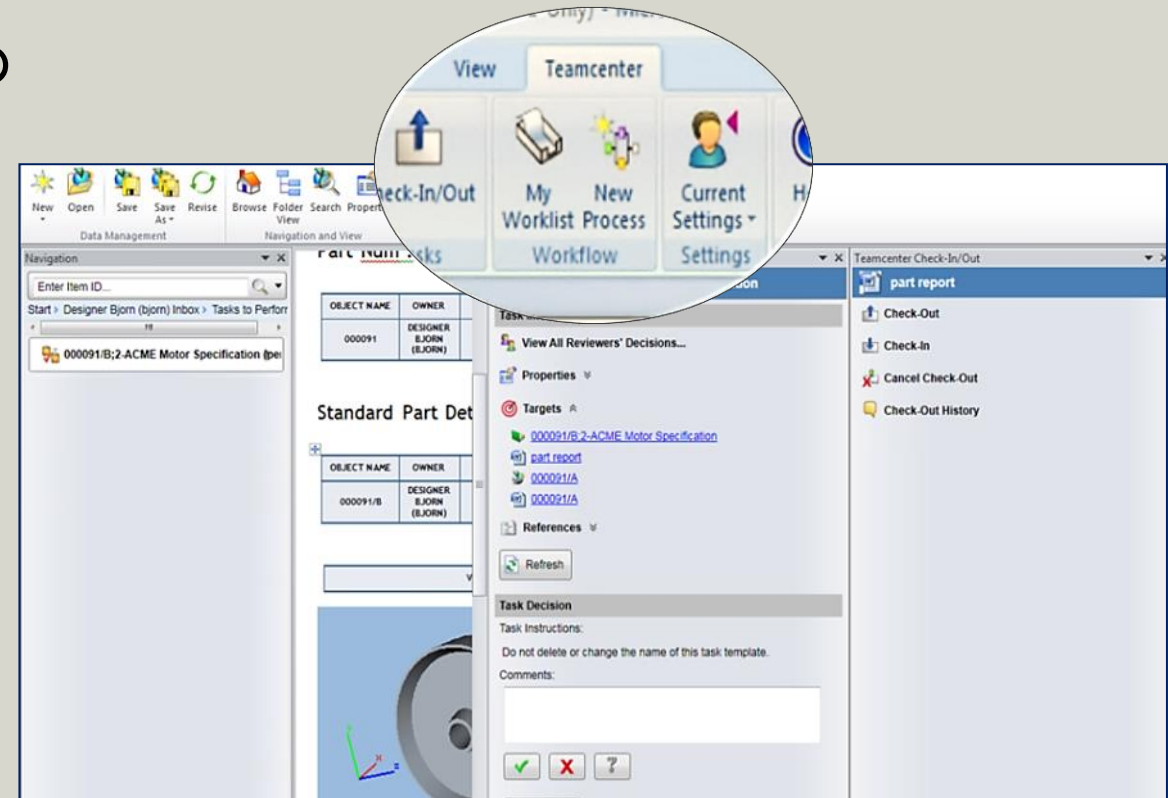 View Teamcenter
eck-In/Out
My Worklist
New Process
Current Settings
H
sks
Workflow
Settings
New
Open
Save
Save As
Revise
Browse
Folder View
Search
Propert
Data Management
Navigation and View
Navigation
Enter Item ID...
Start > Designer Bjorn (bjorn) Inbox > Tasks to Perforr
000091/B;2-ACME Motor Specification (pe
OBJECT NAME OWNER
000091 DESIGNER
BJORN
(BJORN)
Standard Part Det
OBJECT NAME OWNER
000091/B DESIGNER
BJORN
(BJORN)
View All Reviewers' Decisions...
Properties
Targets
000091/B;2-ACME Motor Specification
part report
000091/A
000091/A
References
Refresh
Task Decision
Task Instructions:
Do not delete or change the name of this task template.
Comments:
Teamcenter Check-In/Out
part report
Check-Out
Check-In
Cancel Check-Out
Check-Out History